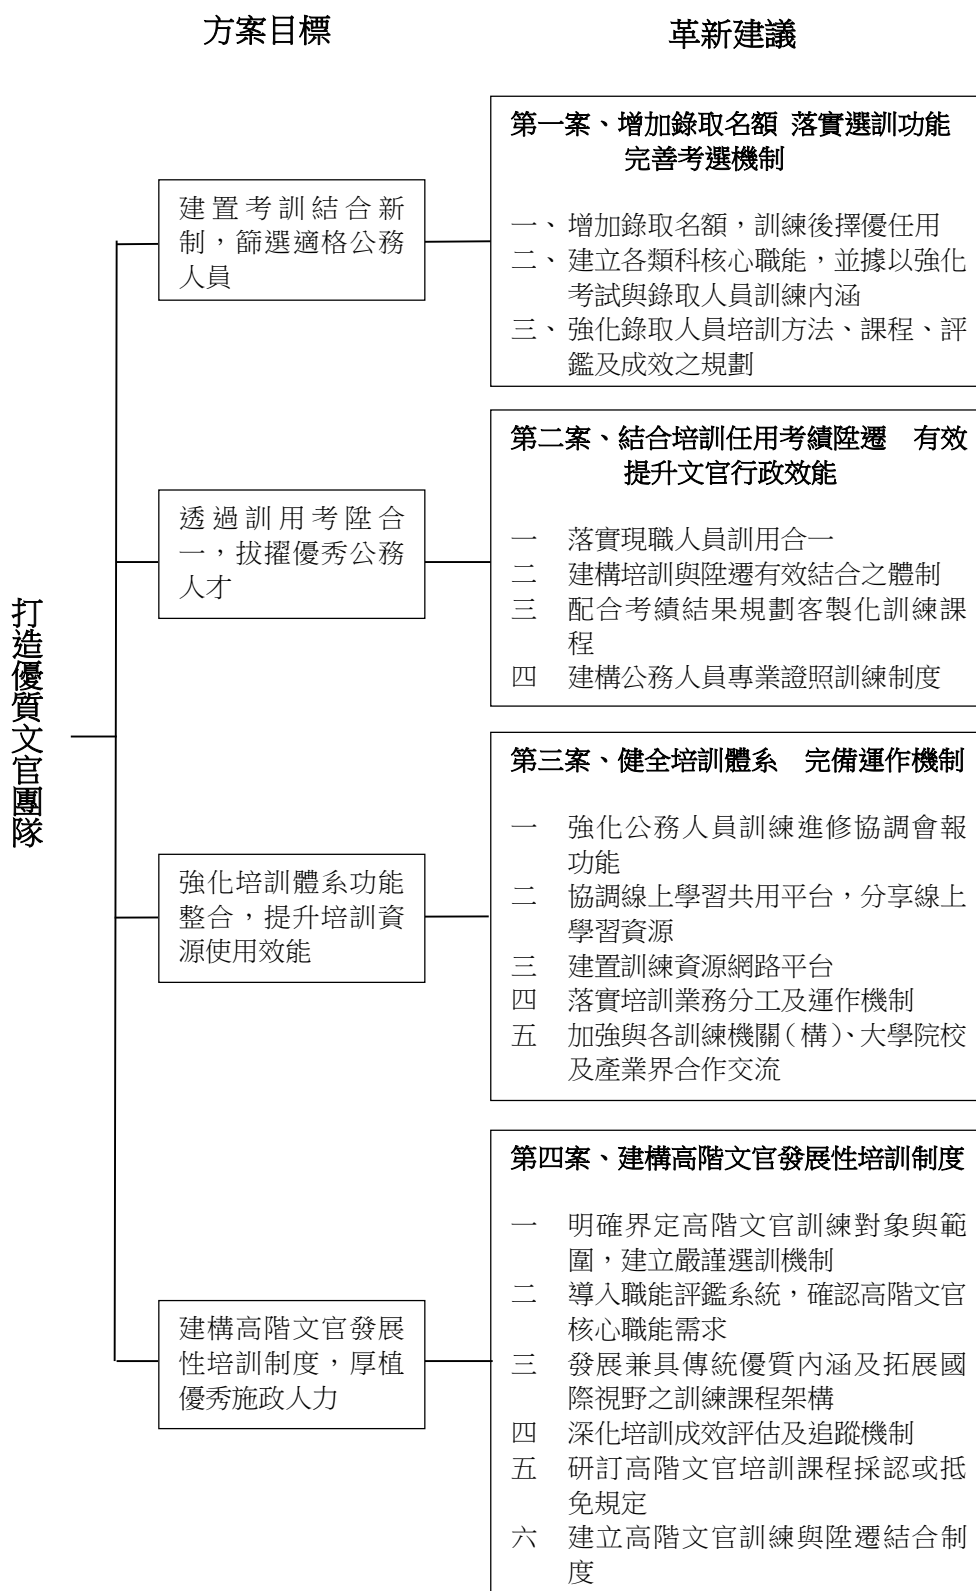 方案目標
革新建議
打造優質文官團隊
建置考訓結合新
制，篩選適格公務
人員
第一案、增加錄取名額 落實選訓功能
完善考選機制
一、增加錄取名額，訓練後擇優任用
二、建立各類科核心職能，並據以強化
考試與錄取人員訓練內涵
三、強化錄取人員培訓方法、課程、評
鑑及成效之規劃
透過訓用考陞合
一，拔擢優秀公務
人才
第二案、結合培訓任用考績陞遷 有效
提升文官行政效能
一 落實現職人員訓用合一
二 建構培訓與陞遷有效結合之體制
三 配合考績結果規劃客製化訓練課
程
四 建構公務人員專業證照訓練制度
強化培訓體系功能
整合，提升培訓資
源使用效能
第三案、健全培訓體系 完備運作機制
一 強化公務人員訓練進修協調會報
功能
二 協調線上學習共用平台，分享線上
學習資源
三 建置訓練資源網路平台
四 落實培訓業務分工及運作機制
五 加強與各訓練機關（構）、大學院校
及產業界合作交流
建構高階文官發展
性培訓制度，厚植
優秀施政人力
第四案、建構高階文官發展性培訓制度
一 明確界定高階文官訓練對象與範
圍，建立嚴謹選訓機制
二 導入職能評鑑系統，確認高階文官
核心職能需求
三 發展兼具傳統優質內涵及拓展國
際視野之訓練課程架構
四 深化培訓成效評估及追蹤機制
五 研訂高階文官培訓課程採認或抵
免規定
六 建立高階文官訓練與陞遷結合制
度